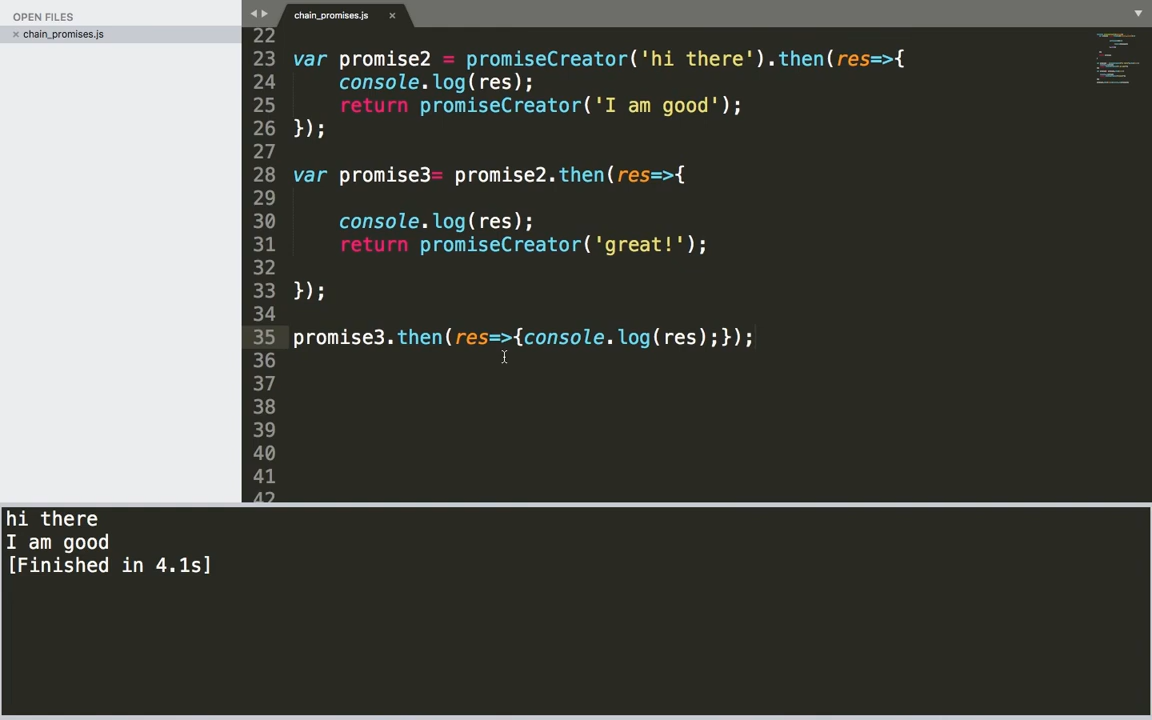 OPEN FILES
× chain_promises.js
chain_promises.js ×
22
23 var promise2 = promiseCreator('hi there').then(res=>{
24     console.log(res);
25     return promiseCreator('I am good');
26 });
27
28 var promise3= promise2.then(res=>{
29
30     console.log(res);
31     return promiseCreator('great!');
32
33 });
34
35 promise3.then(res=>{console.log(res);});
36
37
38
39
40
41
42
hi there
I am good
[Finished in 4.1s]